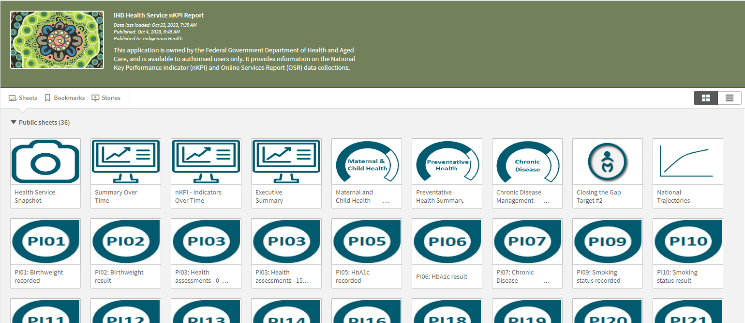 IHD Health Service nKPI Report
Data last loaded: Oct 22, 2023, 7:35 AM
Published: Oct 4, 2023, 6:48 AM
Published to: Indigenous Health
This application is owned by the Federal Government Department of Health and Aged
Care, and is available to authorised users only. It provides information on the National
Key Performance Indicator (nKPI) and Online Services Report (OSR) data collections.
Sheets Bookmarks Stories
Public sheets (36)
Maternal &
Child Health
Preventative
Health
Chronic
Disease
Health Service
Snapshot
Summary Over
Time
nKPI - Indicators
Over Time
Executive
Summary
Maternal and
Child Health ...
Preventative
Health Summary
Chronic Disease
Management ...
Closing the Gap
Target #2
National
Trajectories
PI01 PI02 PI03 PI03 PI05 PI06 PI07 PI09 PI10
PI01: Birthweight
recorded
PI02: Birthweight
result
PI03: Health
assessments - 0-...
PI03: Health
assessments - 15...
PI05: HbA1c
recorded
PI06: HbA1c result
PI07: Chronic
Disease ...
PI09: Smoking
status recorded
PI10: Smoking
status result
PI11 PI12 PI13 PI14 PI16 PI18 PI19 PI20 PI21